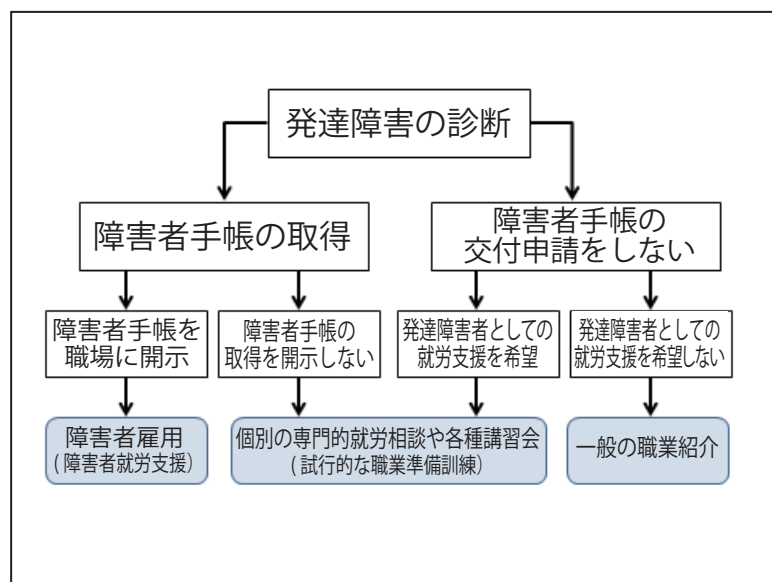 発達障害の診断
障害者手帳の取得
障害者手帳の
交付申請をしない
障害者手帳を
職場に開示
障害者手帳の
取得を開示しない
発達障害者としての
就労支援を希望
発達障害者としての
就労支援を希望しない
障害者雇用
(障害者就労支援)
個別の専門的就労相談や各種講習会
(試行的な職業準備訓練)
一般の職業紹介